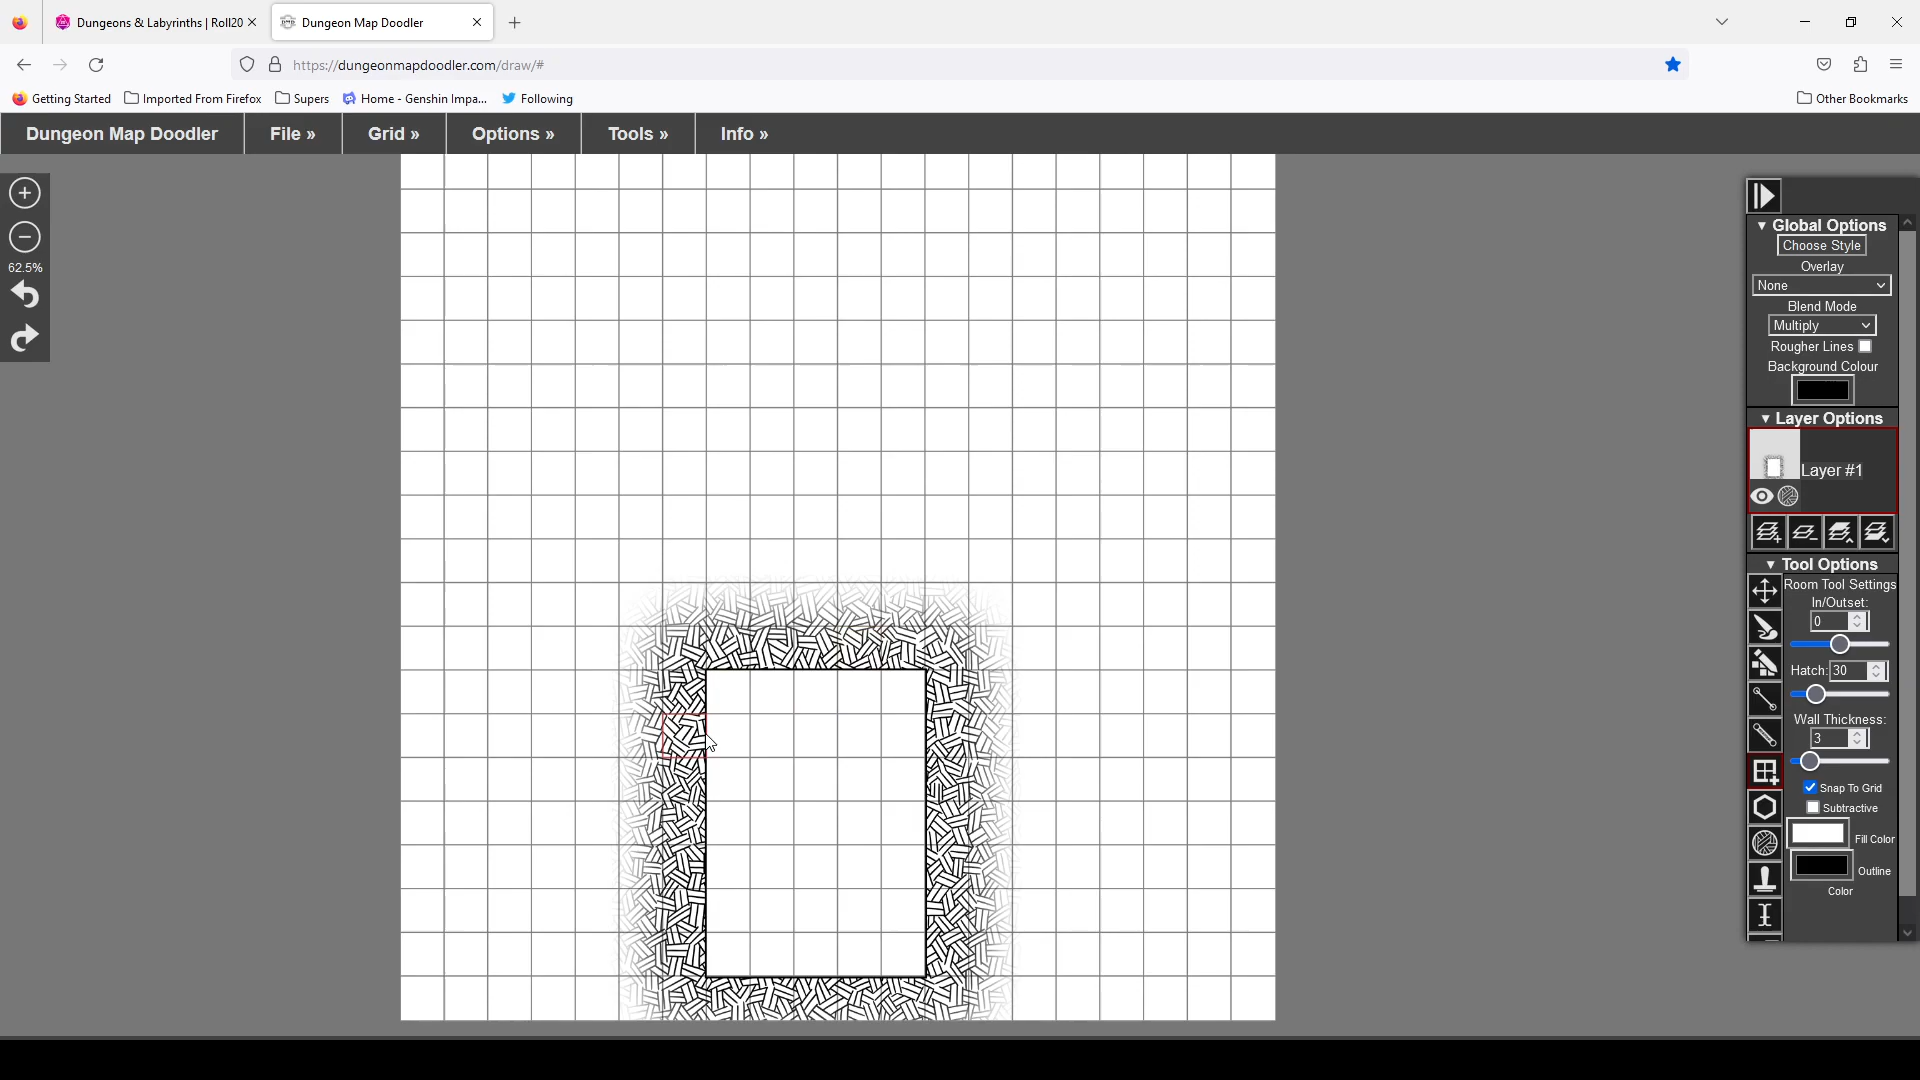 Dungeons & Labyrinths | Roll20
Dungeon Map Doodler
https://dungeonmapdoodler.com/draw/#
Getting Started
Imported From Firefox
Supers
Home - Genshin Impa...
Following
Other Bookmarks
Dungeon Map Doodler
File »
Grid »
Options »
Tools »
Info »
62.5%
▼ Global Options
Choose Style
Overlay
None
Blend Mode
Multiply
Rougher Lines
Background Colour
▼ Layer Options
Layer #1
▼ Tool Options
Room Tool Settings
In/Outset:
0
Hatch: 30
Wall Thickness:
3
Snap To Grid
Subtractive
Fill Color
Outline
Color